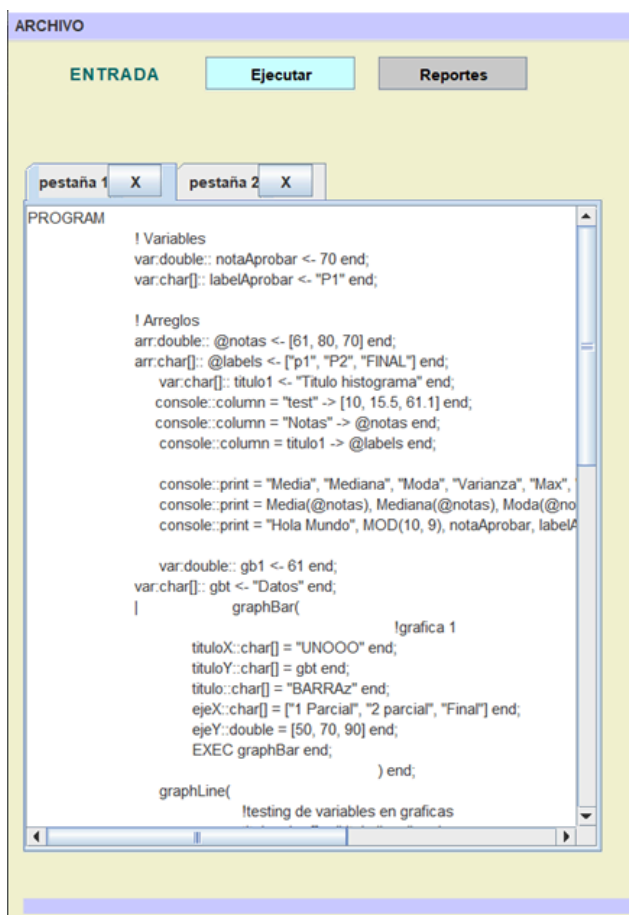 ARCHIVO
ENTRADA Ejecutar Reportes
pestaña 1 X pestaña 2 X
PROGRAM
! Variables
var:double:: notaAprobar <- 70 end;
var:char[]:: labelAprobar <- "P1" end;
! Arreglos
arr:double:: @notas <- [61, 80, 70] end;
arr:char[]:: @labels <- ["p1", "P2", "FINAL"] end;
var:char[]:: titulo1 <- "Titulo histograma" end;
console::column = "test" -> [10, 15.5, 61.1] end;
console::column = "Notas" -> @notas end;
console::column = titulo1 -> @labels end;
console::print = "Media", "Mediana", "Moda", "Varianza", "Max",
console::print = Media(@notas), Mediana(@notas), Moda(@no
console::print = "Hola Mundo", MOD(10, 9), notaAprobar, labelA
var:double:: gb1 <- 61 end;
var:char[]:: gbt <- "Datos" end;
| graphBar(
!grafica 1
tituloX::char[] = "UNOOO" end;
tituloY::char[] = gbt end;
titulo::char[] = "BARRAz" end;
ejeX::char[] = ["1 Parcial", "2 parcial", "Final"] end;
ejeY::double = [50, 70, 90] end;
EXEC graphBar end;
) end;
graphLine(
!testing de variables en graficas